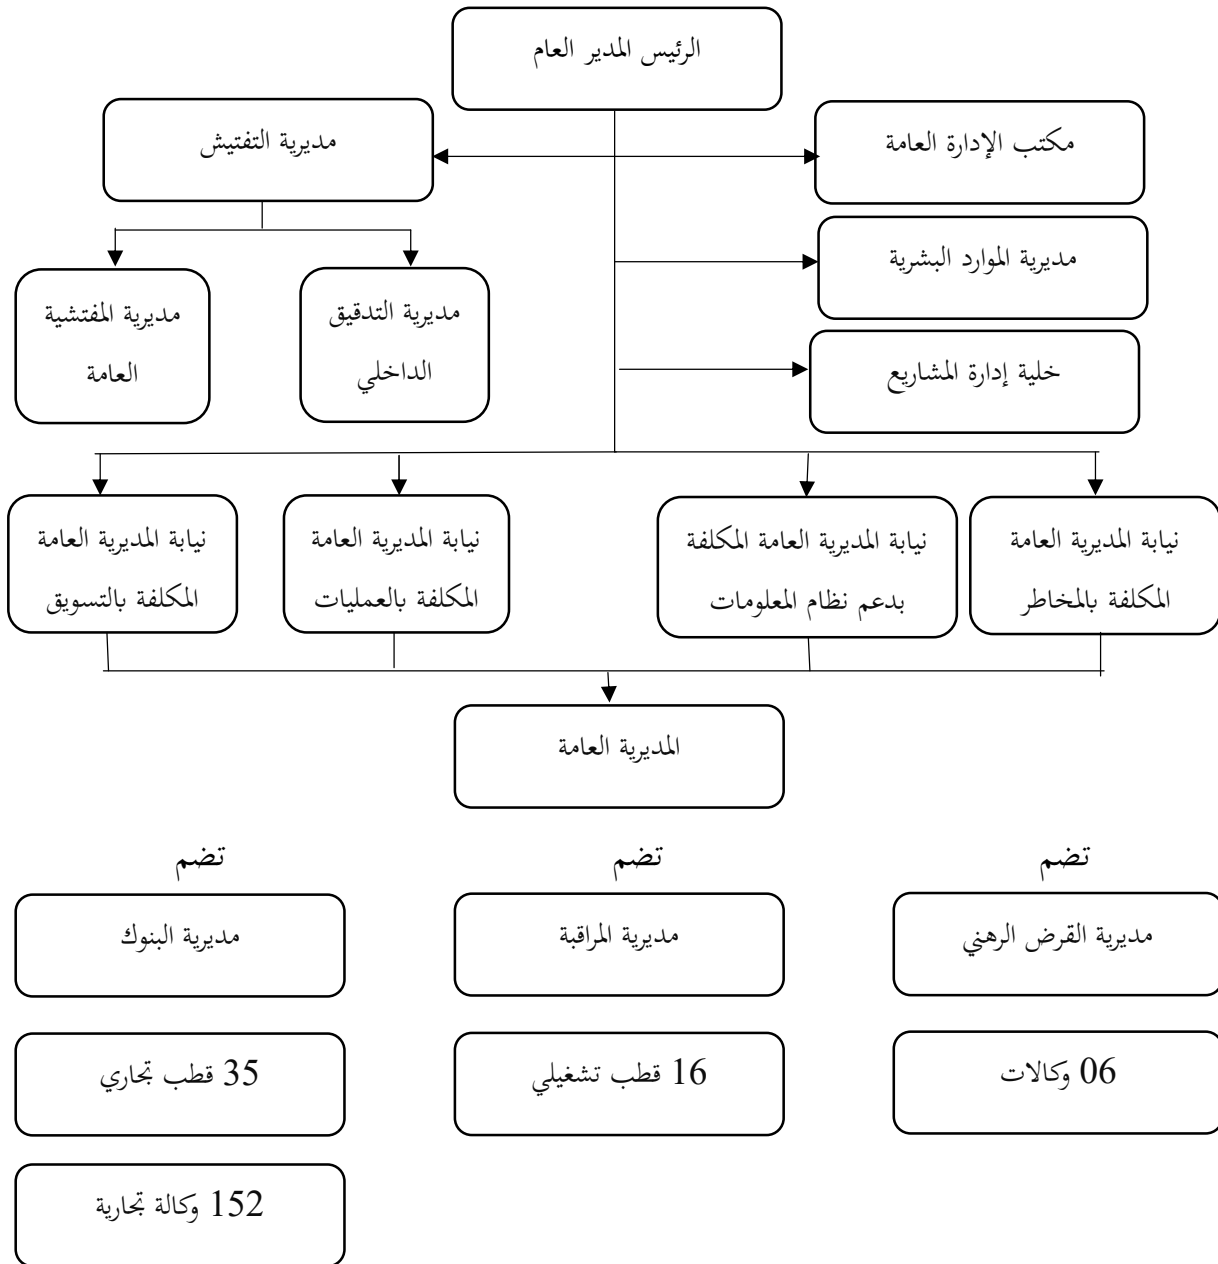 الرئيس المدير العام
مكتب الإدارة العامة
مديرية التفتيش
مديرية الموارد البشرية
مديرية التدقيق
الداخلي
مديرية المفتشية
العامة
خلية إدارة المشاريع
نيابة المديرية العامة
المكلفة بالمخاطر
نيابة المديرية العامة المكلفة
بدعم نظام المعلومات
نيابة المديرية العامة
المكلفة بالعمليات
نيابة المديرية العامة
المكلفة بالتسويق
المديرية العامة
تضم
تضم
تضم
مديرية القرض الرهني
مديرية المراقبة
مديرية البنوك
06 وكالات
16 قطب تشغيلي
35 قطب تجاري
152 وكالة تجارية